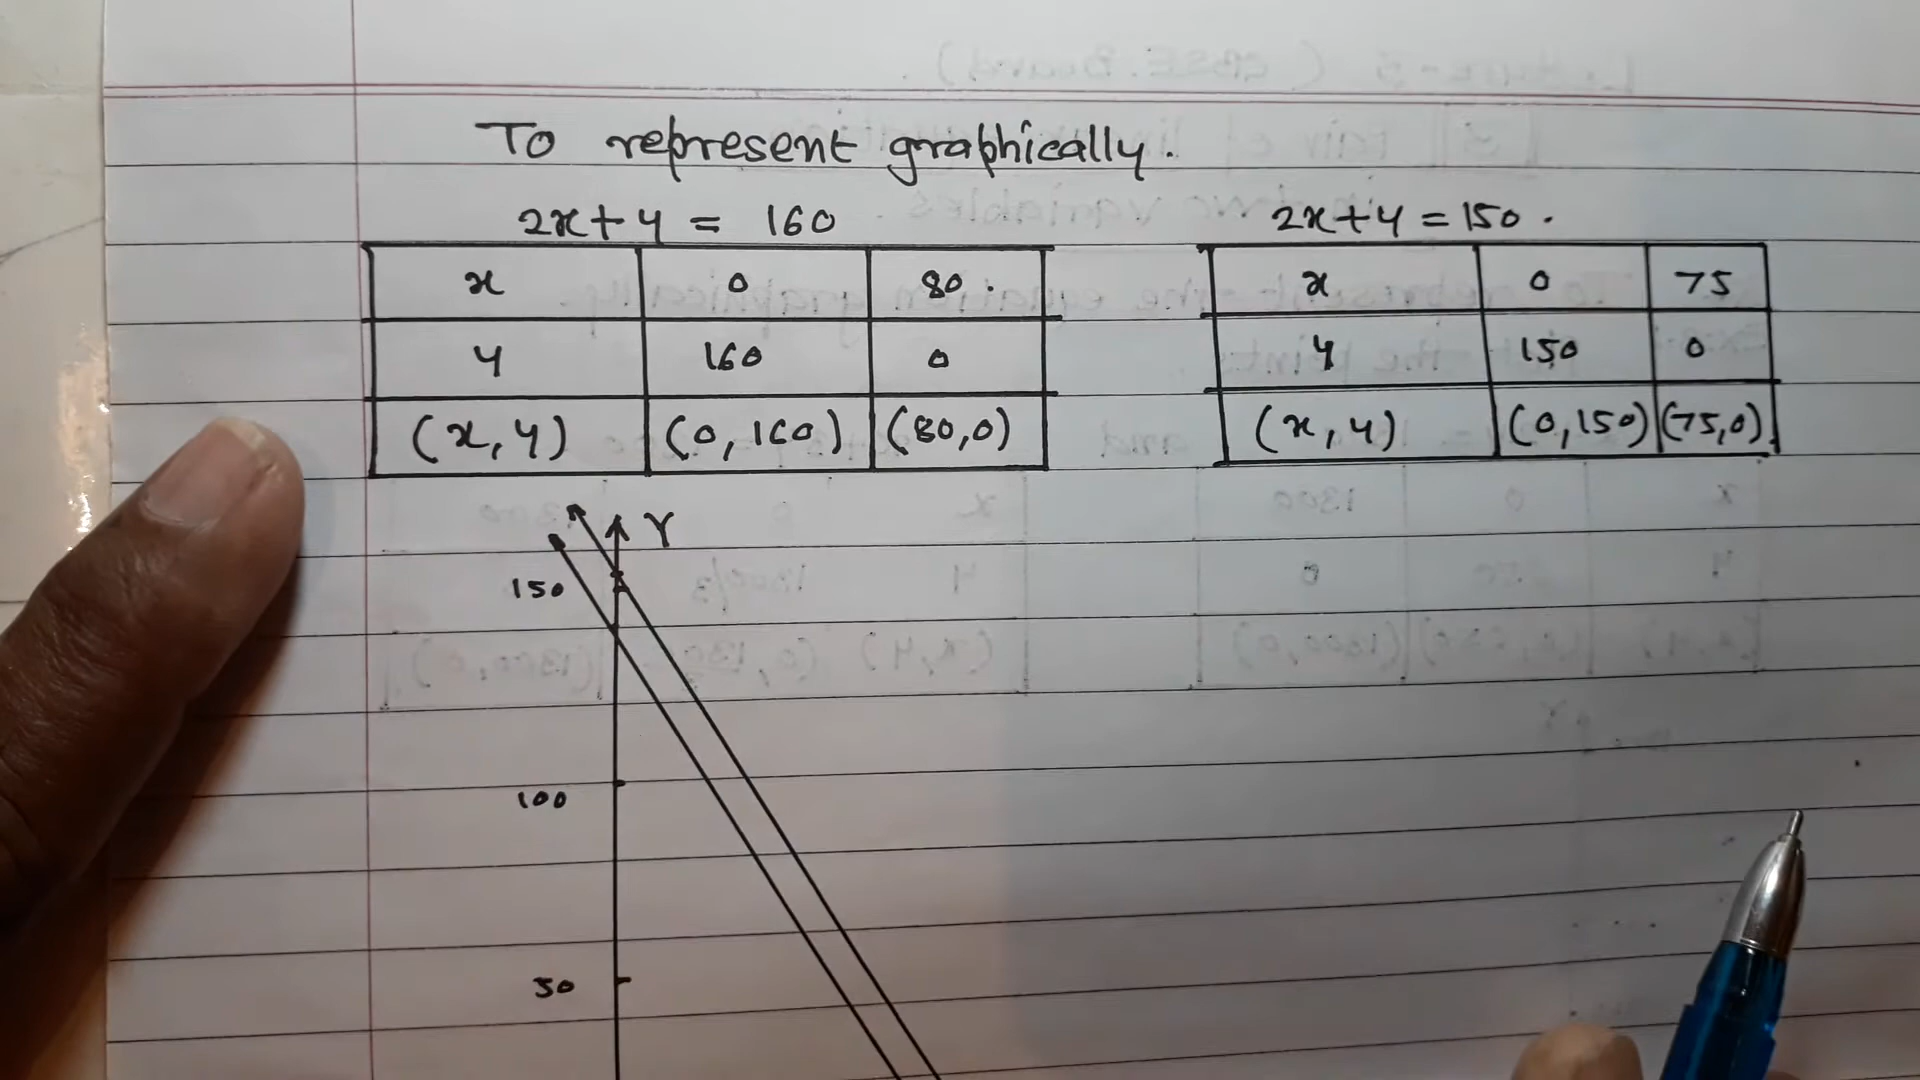 To represent graphically.
2x+y = 160
2x+y = 150.
x 0 80.
y 160 0
(x,y) (0,160) (80,0)
x 0 75
y 150 0
(x,y) (0,150) (75,0).
Y
150
100
50